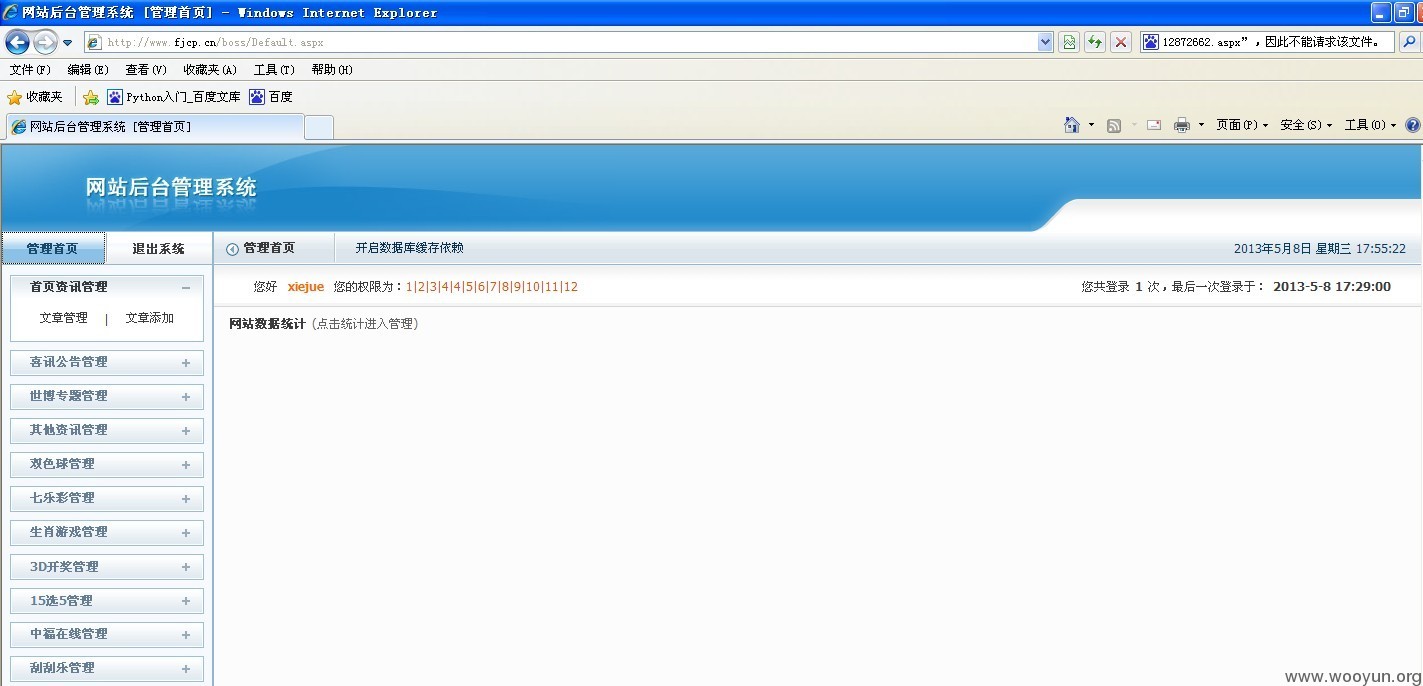 网站后台管理系统 [管理首页] - Windows Internet Explorer
http://www.fjcp.cn/boss/Default.aspx
12872662.aspx”，因此不能请求该文件。
文件(F) 编辑(E) 查看(V) 收藏夹(A) 工具(T) 帮助(H)
收藏夹 Python入门_百度文库 百度
网站后台管理系统 [管理首页]
页面(P) 安全(S) 工具(O)
网站后台管理系统
管理首页 退出系统 管理首页 开启数据库缓存依赖 2013年5月8日 星期三 17:55:22
您好 xiejue 您的权限为：1|2|3|4|4|5|6|7|8|9|10|11|12 您共登录 1 次，最后一次登录于： 2013-5-8 17:29:00
网站数据统计 (点击统计进入管理)
首页资讯管理
文章管理 | 文章添加
喜讯公告管理
世博专题管理
其他资讯管理
双色球管理
七乐彩管理
生肖游戏管理
3D开奖管理
15选5管理
中福在线管理
刮刮乐管理
www.wooyun.org